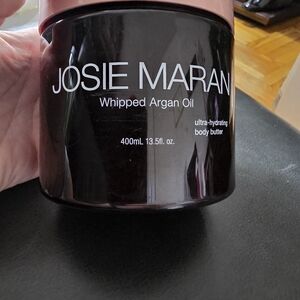 JOSIE MARAN
Whipped Argan Oil
ultra-hydrating
body butter
400mL 13.5fl. oz.